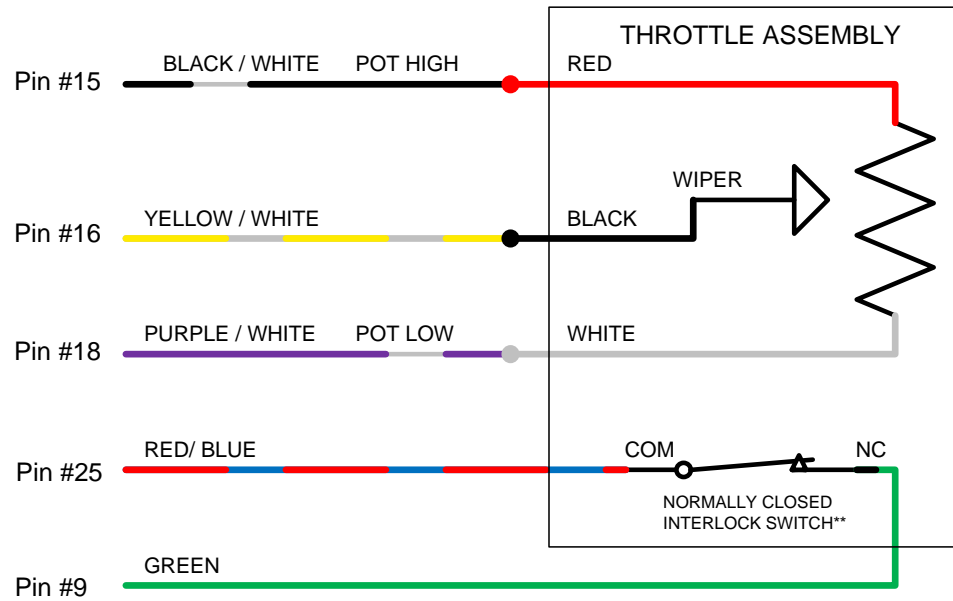 THROTTLE ASSEMBLY
Pin #15
BLACK / WHITE
POT HIGH
RED
WIPER
Pin #16
YELLOW / WHITE
BLACK
Pin #18
PURPLE / WHITE
POT LOW
WHITE
Pin #25
RED/ BLUE
COM
NC
NORMALLY CLOSED
INTERLOCK SWITCH**
Pin #9
GREEN